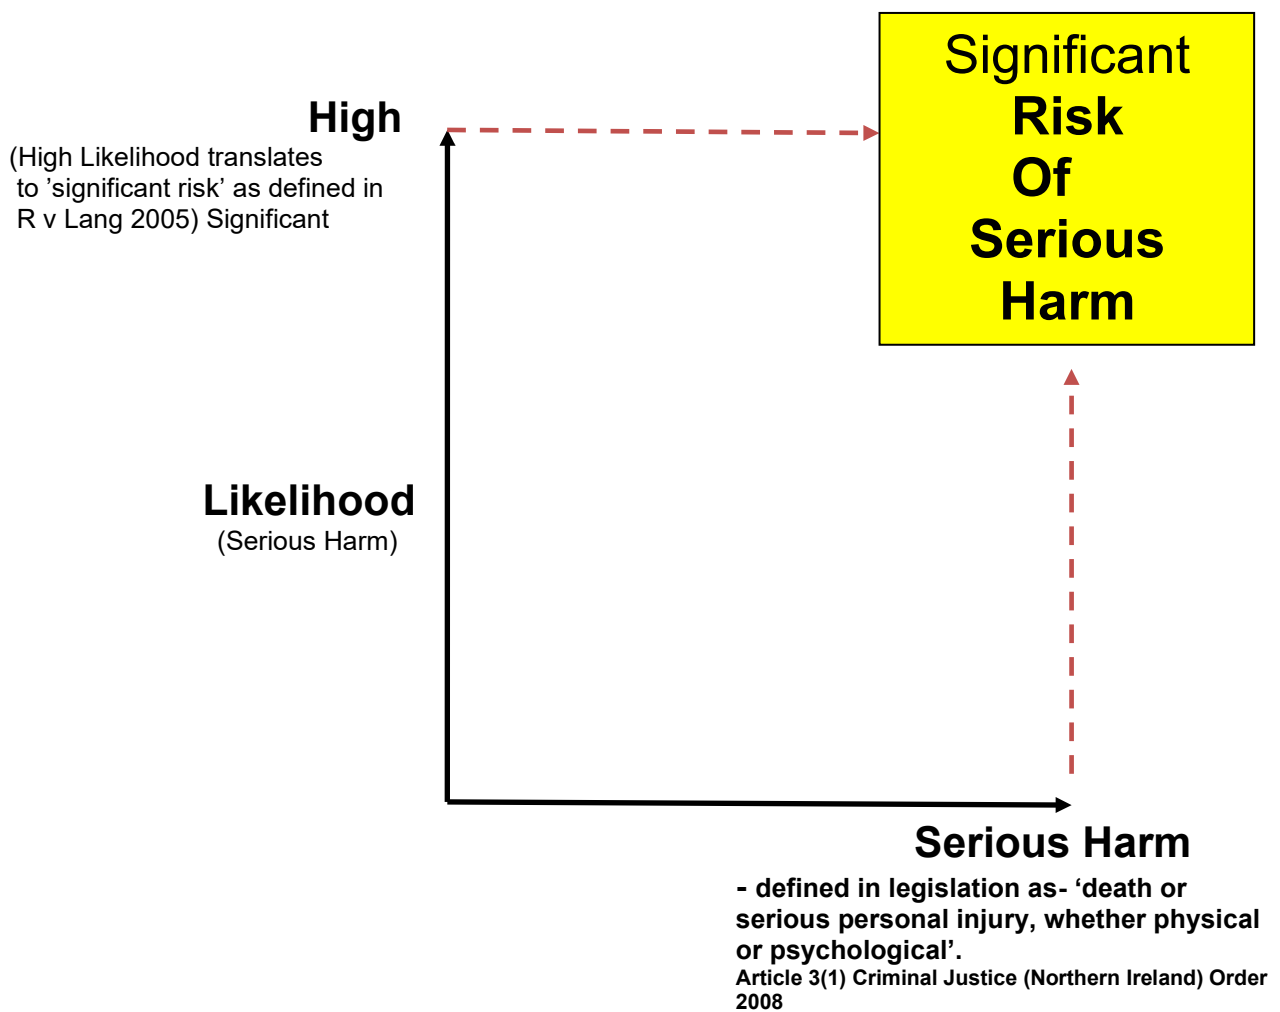 Significant
Risk
Of
Serious
Harm
High
(High Likelihood translates
to ’significant risk’ as defined in
R v Lang 2005) Significant
Likelihood
(Serious Harm)
Serious Harm
- defined in legislation as- ‘death or
serious personal injury, whether physical
or psychological’.
Article 3(1) Criminal Justice (Northern Ireland) Order
2008